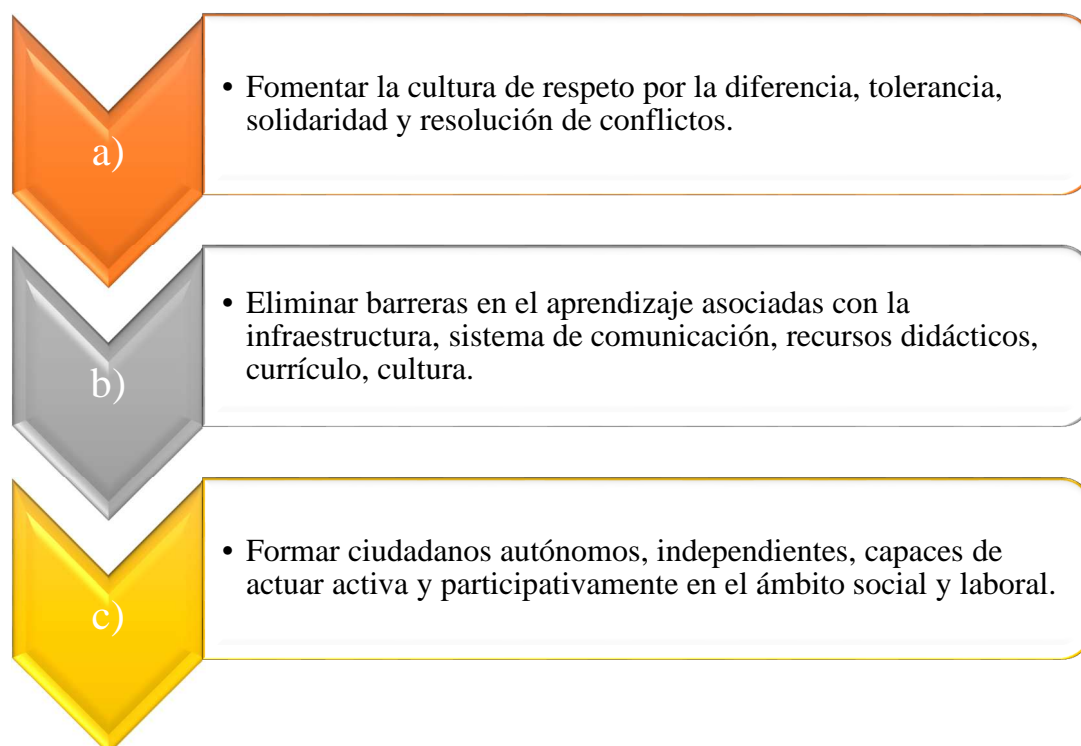 a)
• Fomentar la cultura de respeto por la diferencia, tolerancia,
solidaridad y resolución de conflictos.
b)
• Eliminar barreras en el aprendizaje asociadas con la
infraestructura, sistema de comunicación, recursos didácticos,
currículo, cultura.
c)
• Formar ciudadanos autónomos, independientes, capaces de
actuar activa y participativamente en el ámbito social y laboral.